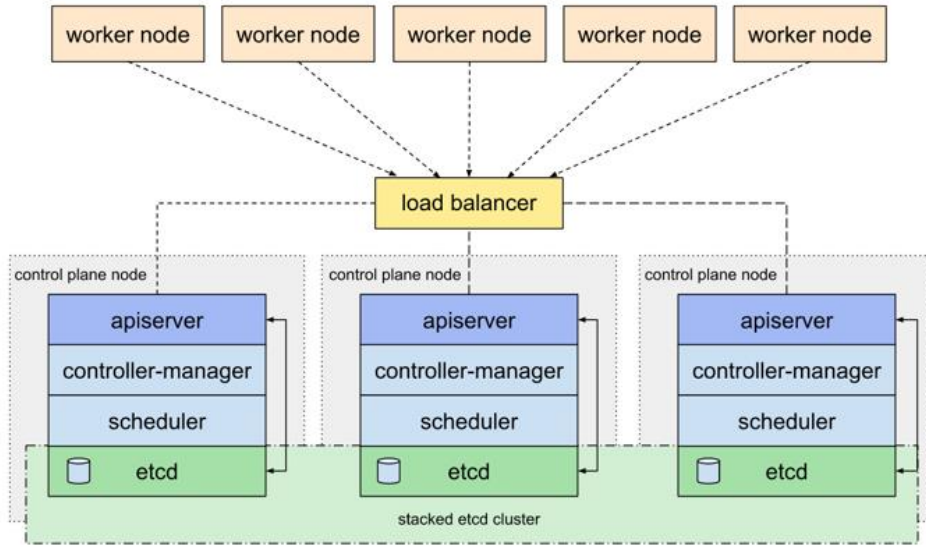 worker node
worker node
worker node
worker node
worker node
load balancer
control plane node
control plane node
control plane node
apiserver
apiserver
apiserver
controller-manager
controller-manager
controller-manager
scheduler
scheduler
scheduler
etcd
etcd
etcd
stacked etcd cluster